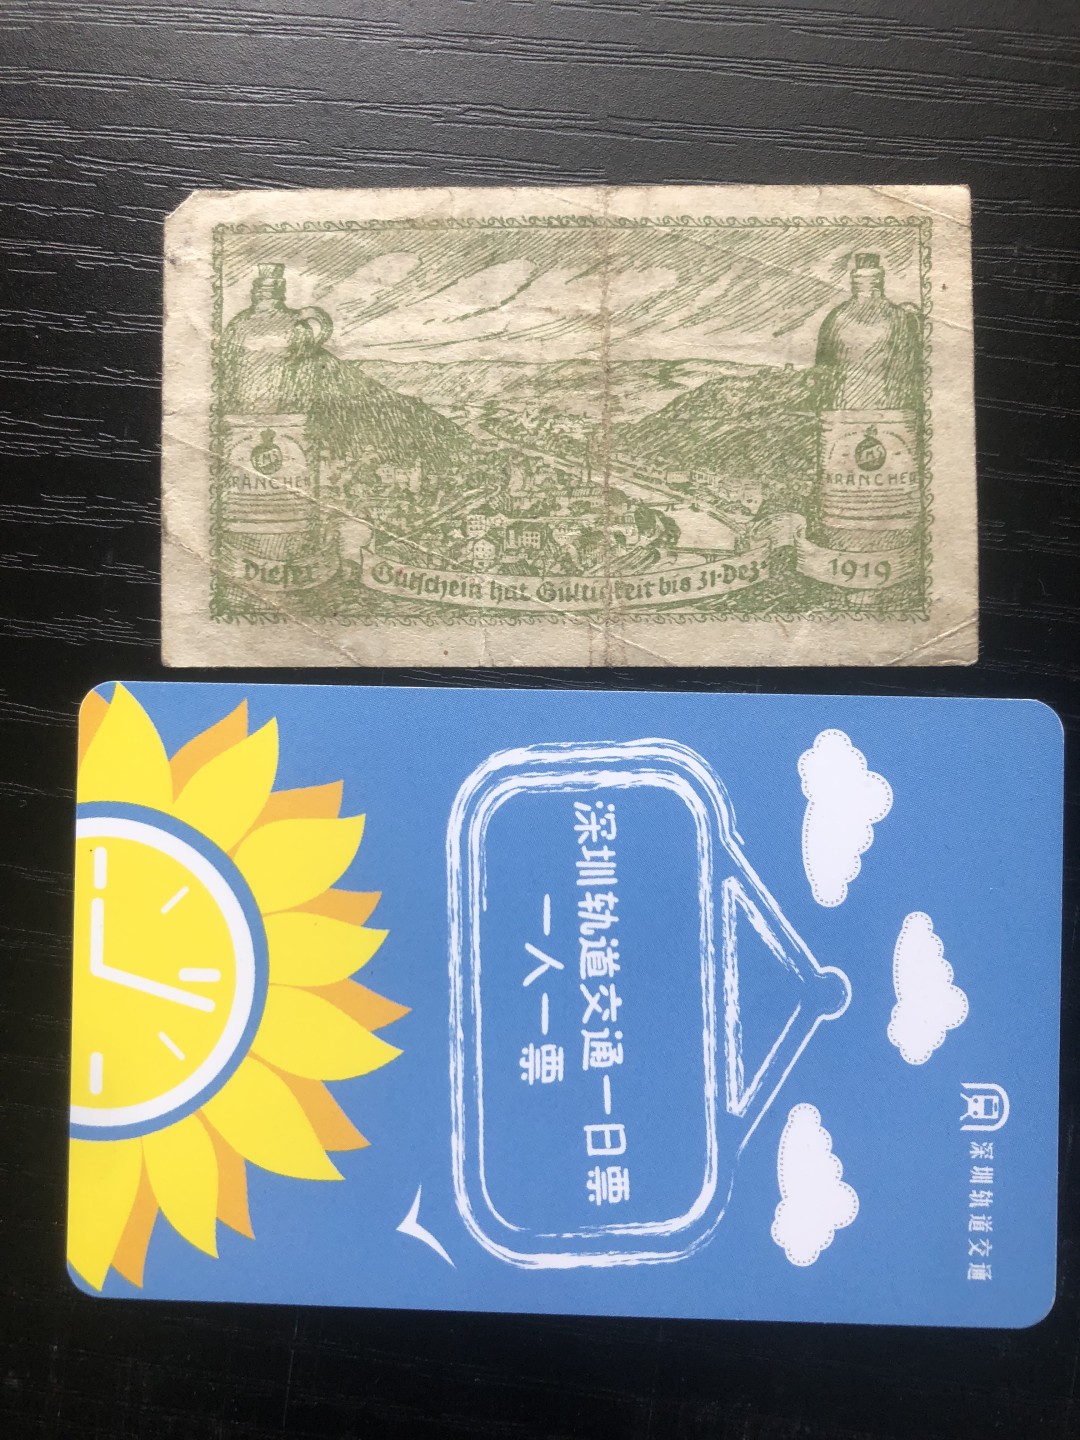 KRÄNCHEN
KRÄNCHEN
Dieser Gutschein hat Gültigkeit bis 31. Dez. 1919
深圳轨道交通
深圳轨道交通一日票
一人一票